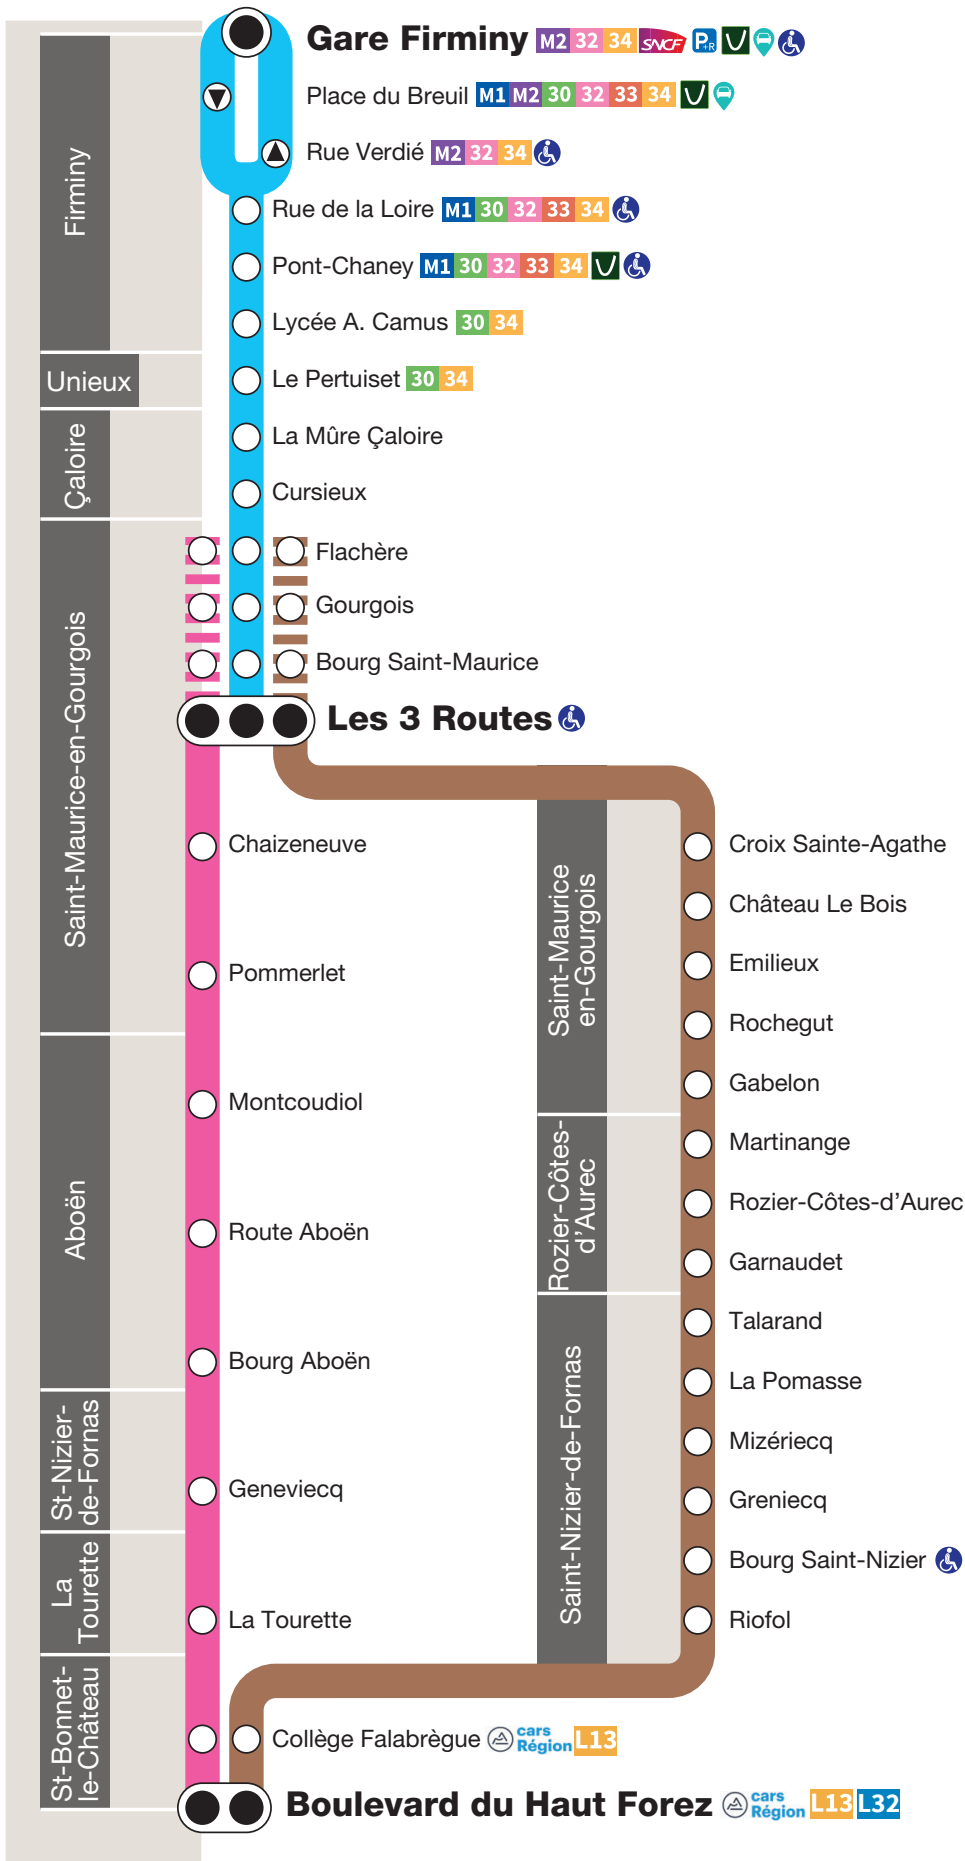 Gare Firminy M2 32 34 SNCF P+R
Place du Breuil M1 M2 30 32 33 34
Rue Verdié M2 32 34
Rue de la Loire M1 30 32 33 34
Pont-Chaney M1 30 32 33 34
Lycée A. Camus 30 34
Le Pertuiset 30 34
La Mûre Çaloire
Cursieux
Flachère
Gourgois
Bourg Saint-Maurice
Les 3 Routes
Firminy
Unieux
Çaloire
Saint-Maurice-en-Gourgois
Aboën
St-Nizier-
de-Fornas
La
Tourette
St-Bonnet-
le-Château
Chaizeneuve
Pommerlet
Montcoudiol
Route Aboën
Bourg Aboën
Geneviecq
La Tourette
Saint-Maurice
en-Gourgois
Rozier-Côtes-
d'Aurec
Saint-Nizier-de-Fornas
Croix Sainte-Agathe
Château Le Bois
Emilieux
Rochegut
Gabelon
Martinange
Rozier-Côtes-d'Aurec
Garnaudet
Talarand
La Pomasse
Mizériecq
Greniecq
Bourg Saint-Nizier
Riofol
Collège Falabrègue cars Région L13
Boulevard du Haut Forez cars Région L13 L32